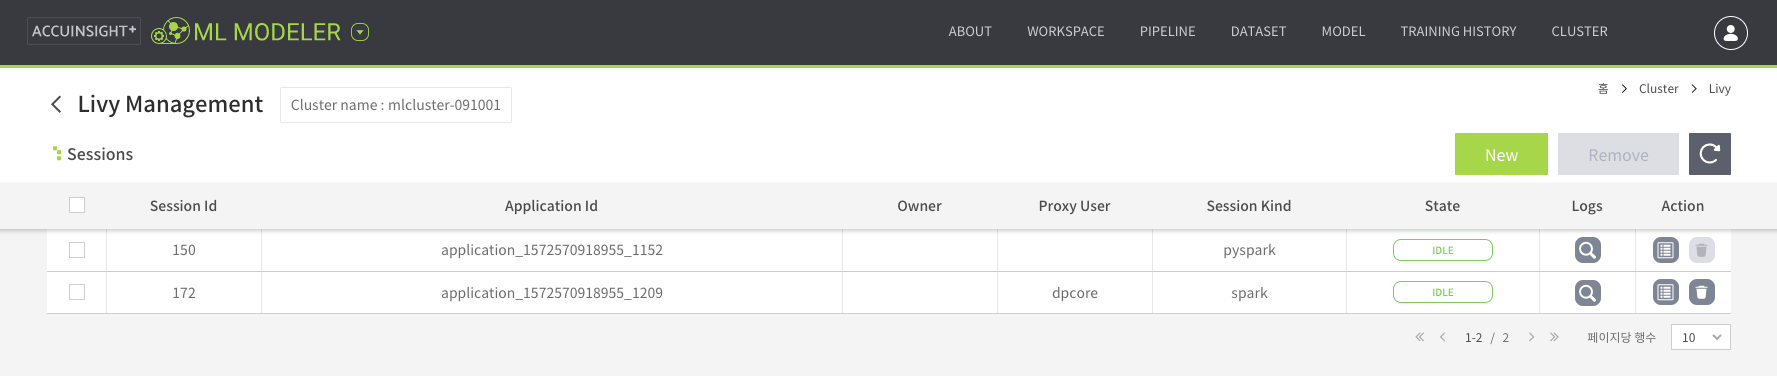 ACCUINSIGHT+ ML MODELER ABOUT WORKSPACE PIPELINE DATASET MODEL TRAINING HISTORY CLUSTER
홈 > Cluster > Livy
Livy Management Cluster name : mlcluster-091001
Sessions New Remove
Session Id Application Id Owner Proxy User Session Kind State Logs Action
150 application_1572570918955_1152 pyspark IDLE
172 application_1572570918955_1209 dpcore spark IDLE
1-2 / 2 페이지당 행수 10